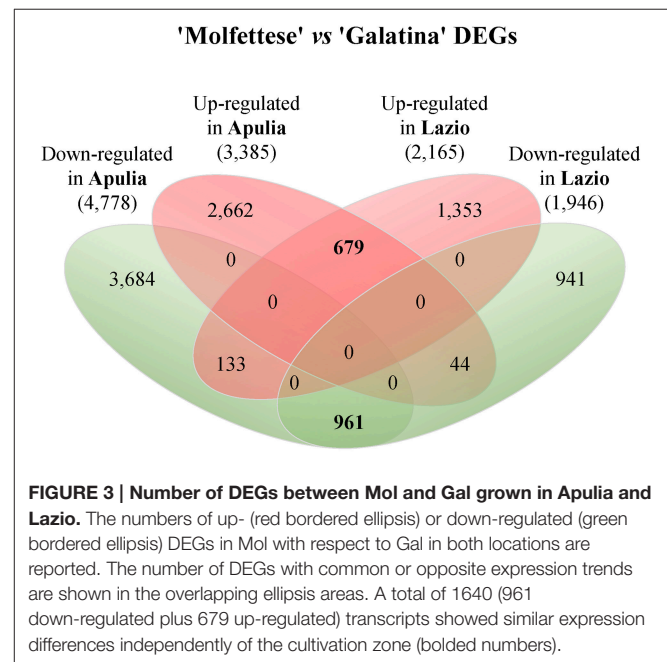 'Molfettese' vs 'Galatina' DEGs
Up-regulated
in Apulia
(3,385)
Up-regulated
in Lazio
(2,165)
Down-regulated
in Apulia
(4,778)
Down-regulated
in Lazio
(1,946)
2,662
1,353
679
3,684
0
0
941
0
0
133
0
44
0
0
961
FIGURE 3 | Number of DEGs between Mol and Gal grown in Apulia and
Lazio. The numbers of up- (red bordered ellipsis) or down-regulated (green
bordered ellipsis) DEGs in Mol with respect to Gal in both locations are
reported. The number of DEGs with common or opposite expression trends
are shown in the overlapping ellipsis areas. A total of 1640 (961
down-regulated plus 679 up-regulated) transcripts showed similar expression
differences independently of the cultivation zone (bolded numbers).